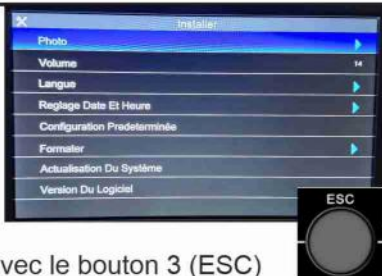 Installer
Photo
Volume 14
Langue
Reglage Date Et Heure
Configuration Predeterminée
Formater
Actualisation Du Système
Version Du Logiciel
ESC
vec le bouton 3 (ESC)